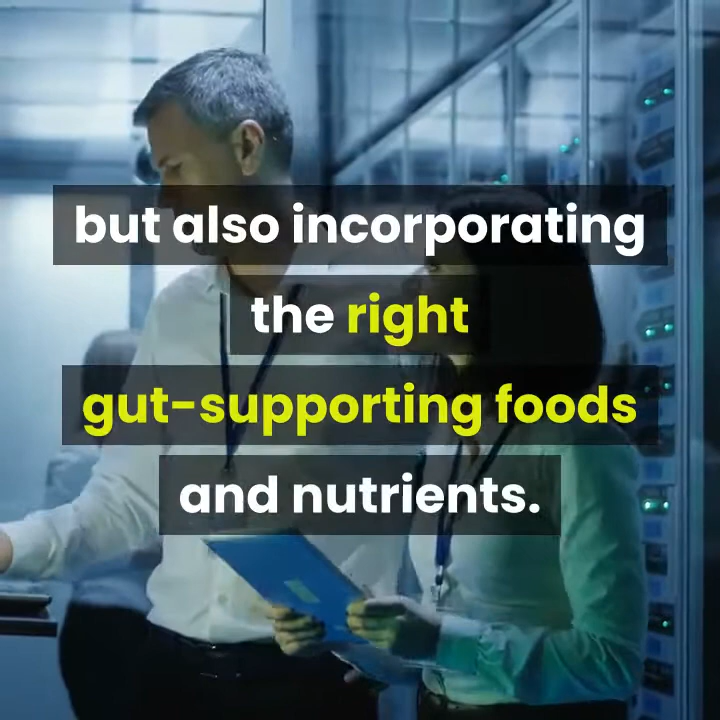 but also incorporating
the right
gut-supporting foods
and nutrients.